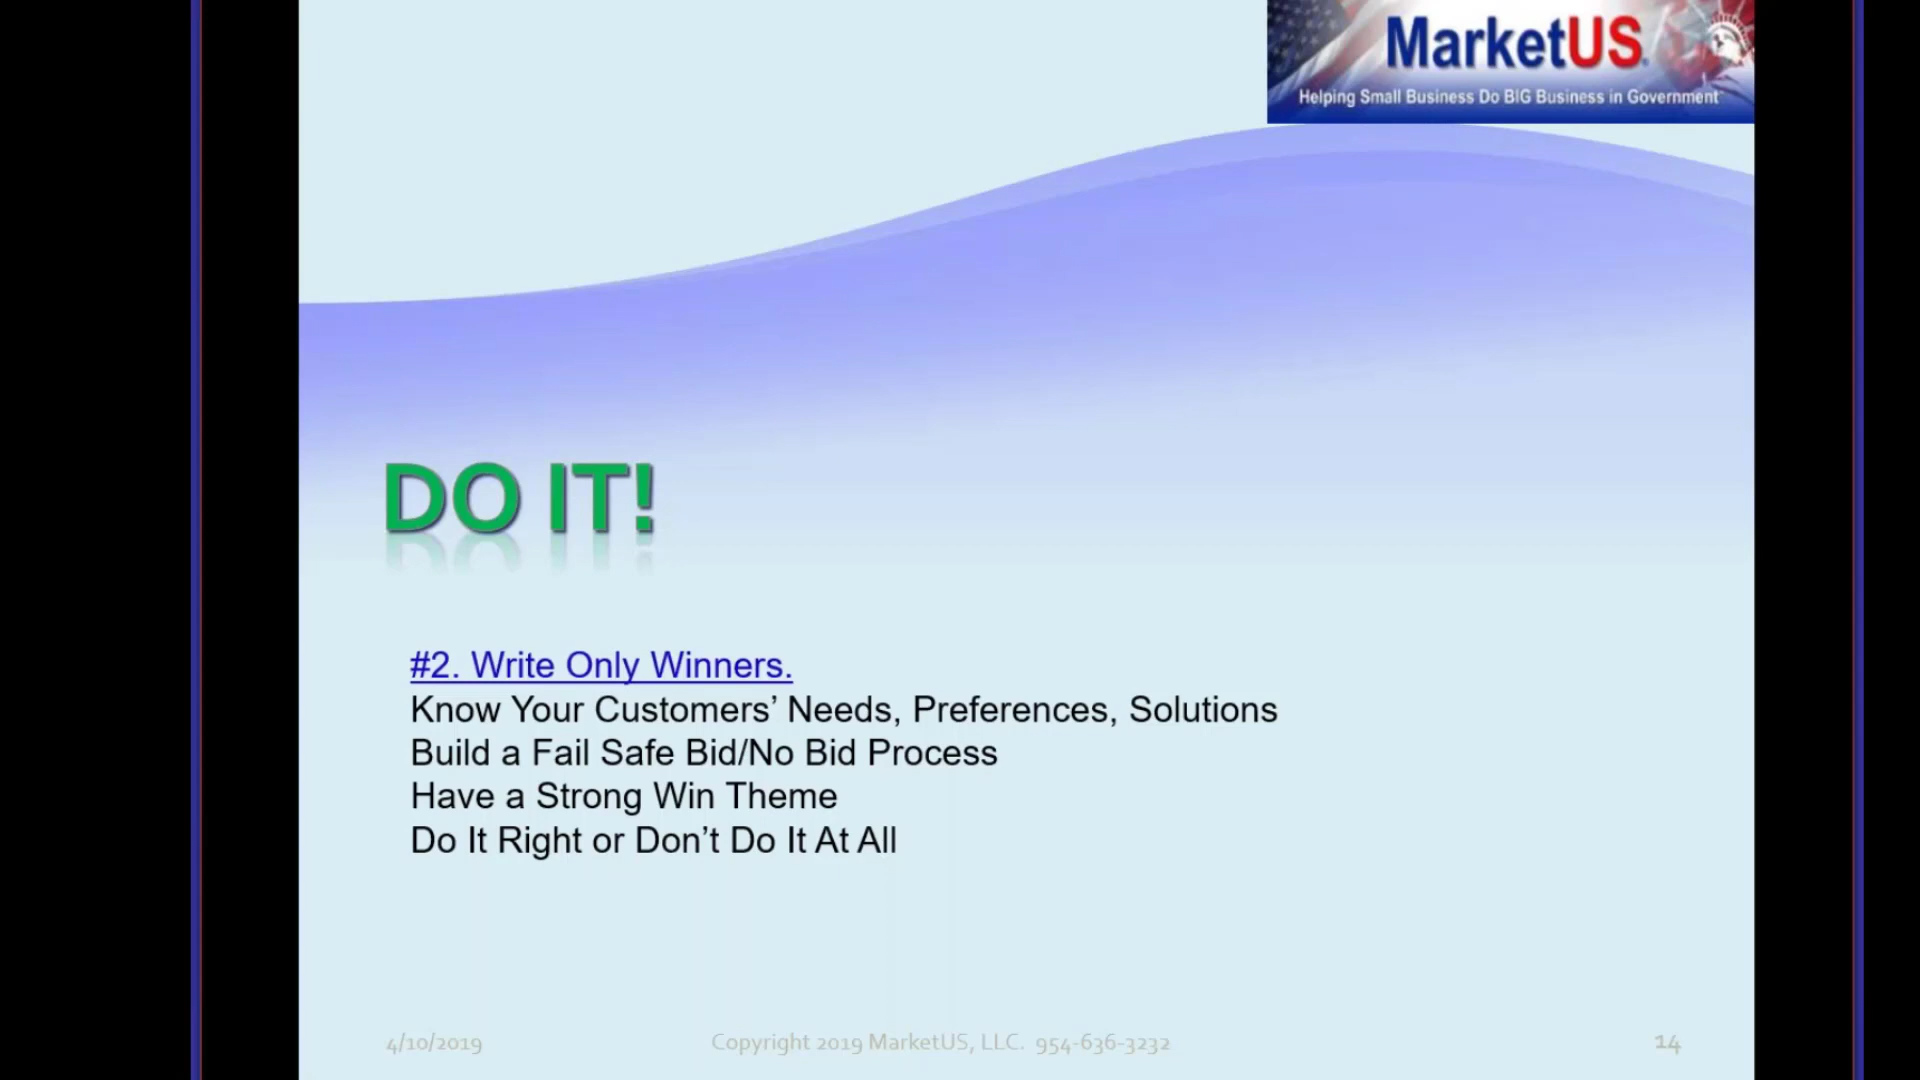 MarketUS
Helping Small Business Do BIG Business in Government
DO IT!
#2. Write Only Winners.
Know Your Customers’ Needs, Preferences, Solutions
Build a Fail Safe Bid/No Bid Process
Have a Strong Win Theme
Do It Right or Don’t Do It At All
4/10/2019 Copyright 2019 MarketUS, LLC. 954-636-3232 14